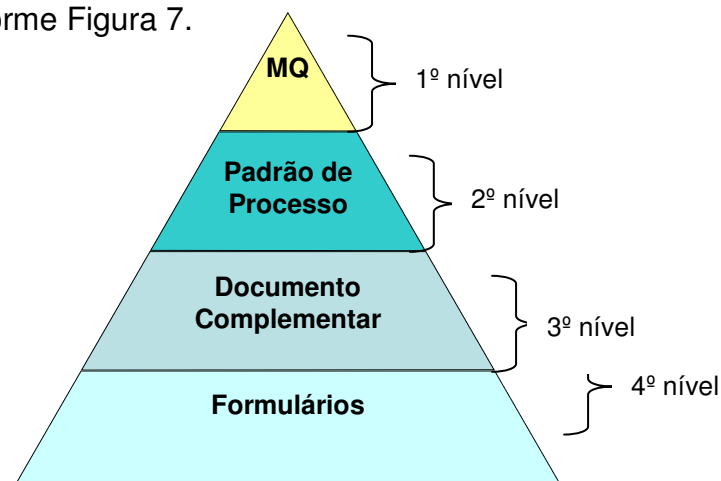 orme Figura 7.
MQ
1º nível
Padrão de
Processo
2º nível
Documento
Complementar
3º nível
Formulários
4º nível